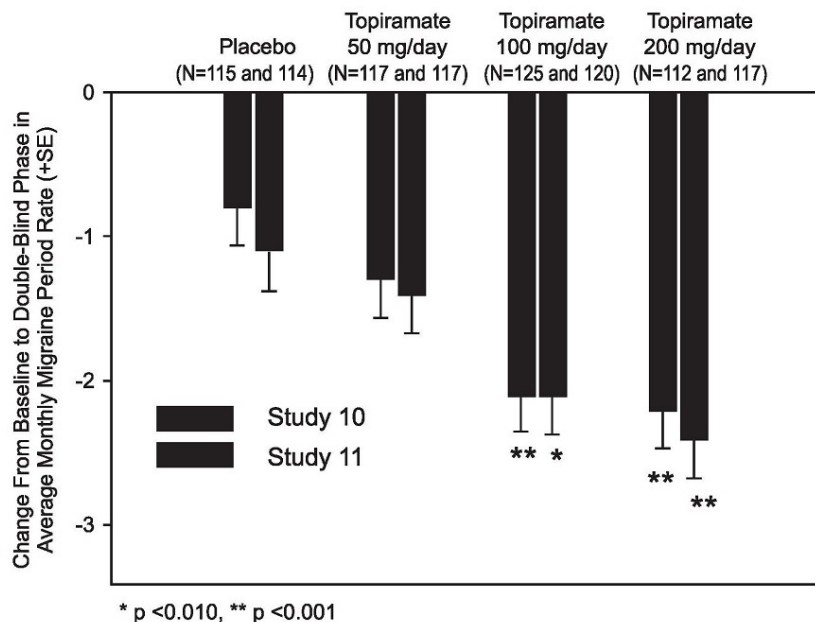 Placebo
(N=115 and 114)
Topiramate
50 mg/day
(N=117 and 117)
Topiramate
100 mg/day
(N=125 and 120)
Topiramate
200 mg/day
(N=112 and 117)
Change From Baseline to Double-Blind Phase in
Average Monthly Migraine Period Rate (+SE)
0
-1
-2
-3
Study 10
Study 11
**
*
**
**
* p <0.010, ** p <0.001